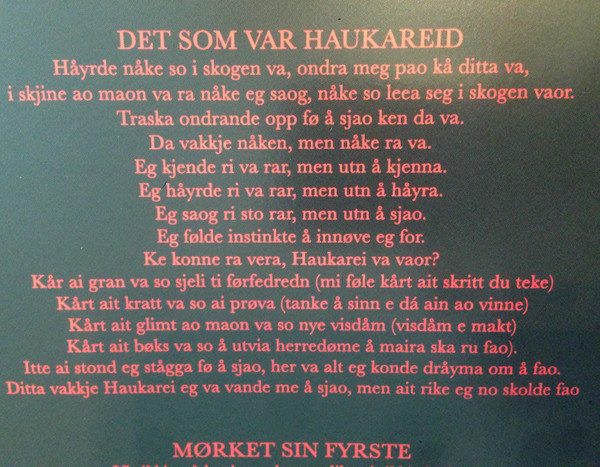 DET SOM VAR HAUKAREID
Håyrde nåke so i skogen va, ondra meg pao kå ditta va,
i skjine ao maon va ra nåke eg saog, nåke so leea seg i skogen vaor.
Traska ondrande opp fø å sjao ken da va.
Da vakkje nåken, men nåke ra va.
Eg kjende ri va rar, men utn å kjenna.
Eg håyrde ri va rar, men utn å håyra.
Eg saog ri sto rar, men utn å sjao.
Eg følde instinkte å innøve eg for.
Ke konne ra vera, Haukarei va vaor?
Kår ai gran va so sjeli ti førfedredn (mi føle kårt ait skritt du teke)
Kårt ait kratt va so ai prøva (tanke å sinn e dá ain ao vinne)
Kårt ait glimt ao maon va so nye visdåm (visdåm e makt)
Kårt ait bøks va so å utvia herredøme å maira ska ru fao).
Itte ai stond eg stågga fø å sjao, her va alt eg konde dråyma om å fao.
Ditta vakkje Haukarei eg va vande me å sjao, men ait rike eg no skolde fao
MØRKET SIN FYRSTE